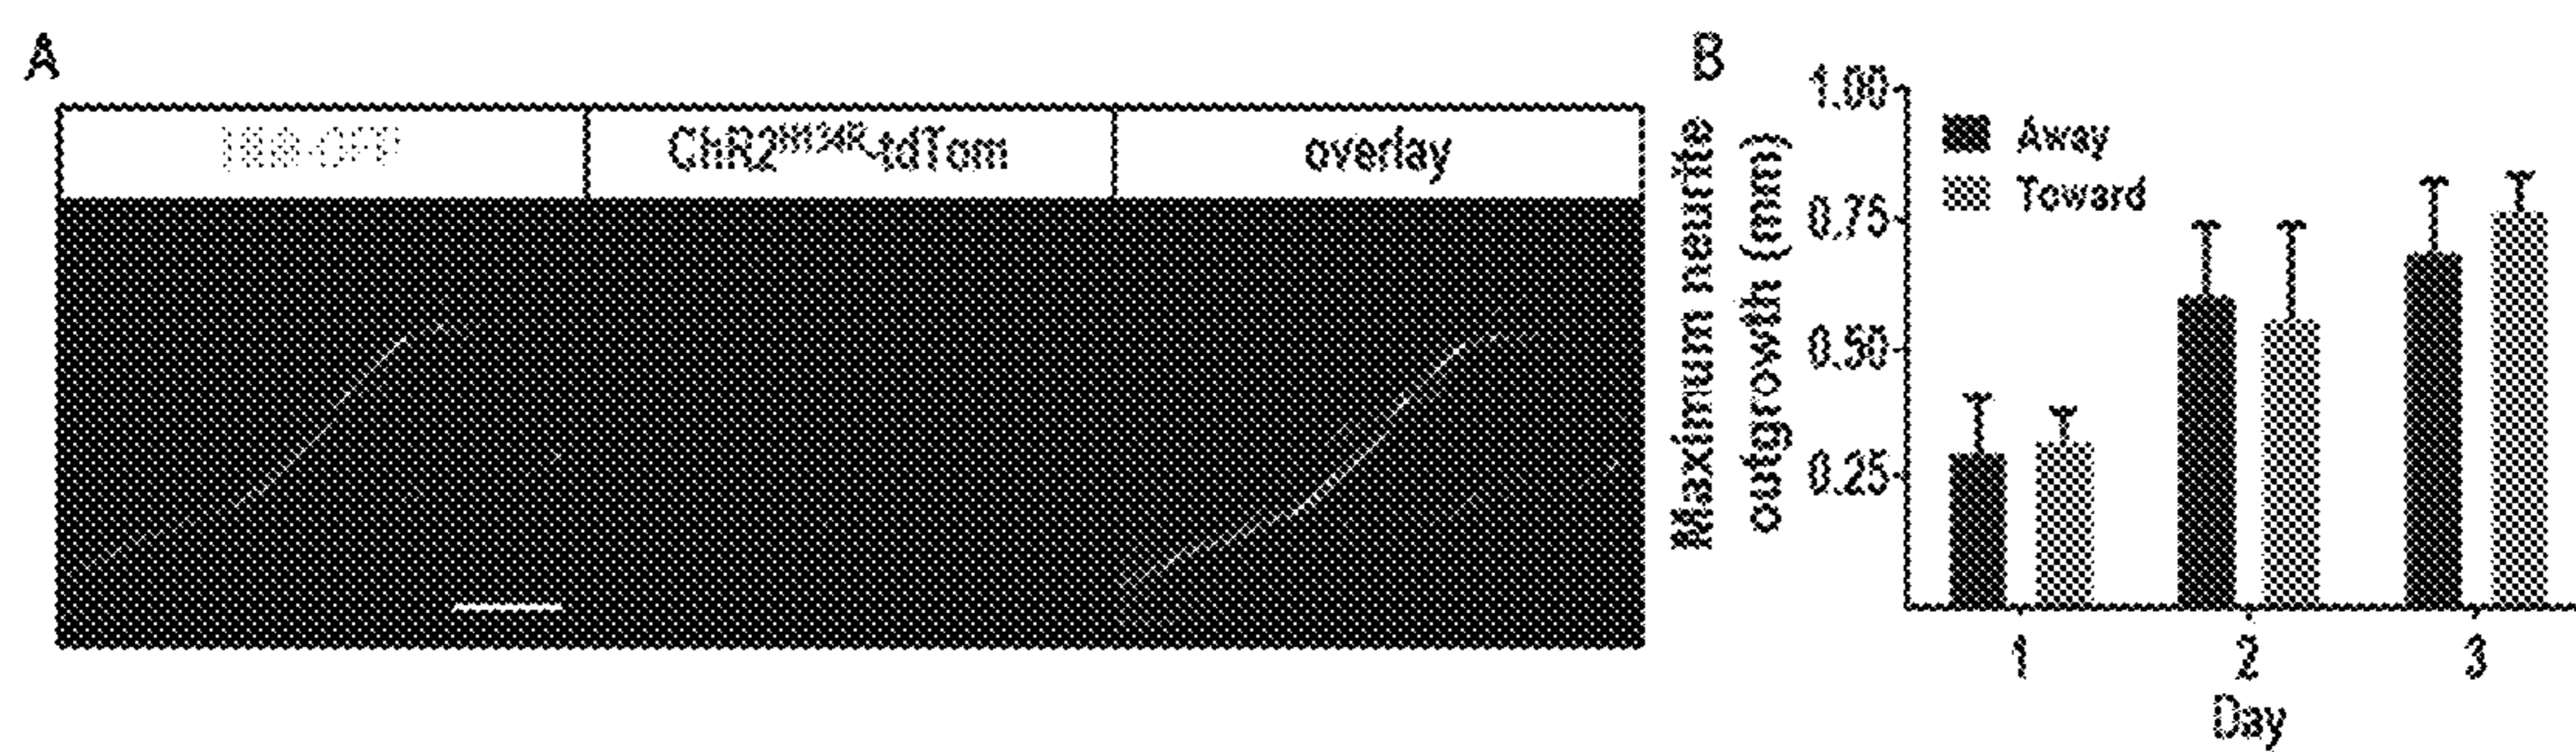 A
ChR2ᴴ¹³⁴ᴿ-tdTom
overlay
B
Maximum neurite
outgrowth (mm)
1.00
0.75
0.50
0.25
Away
Toward
1
2
3
Day